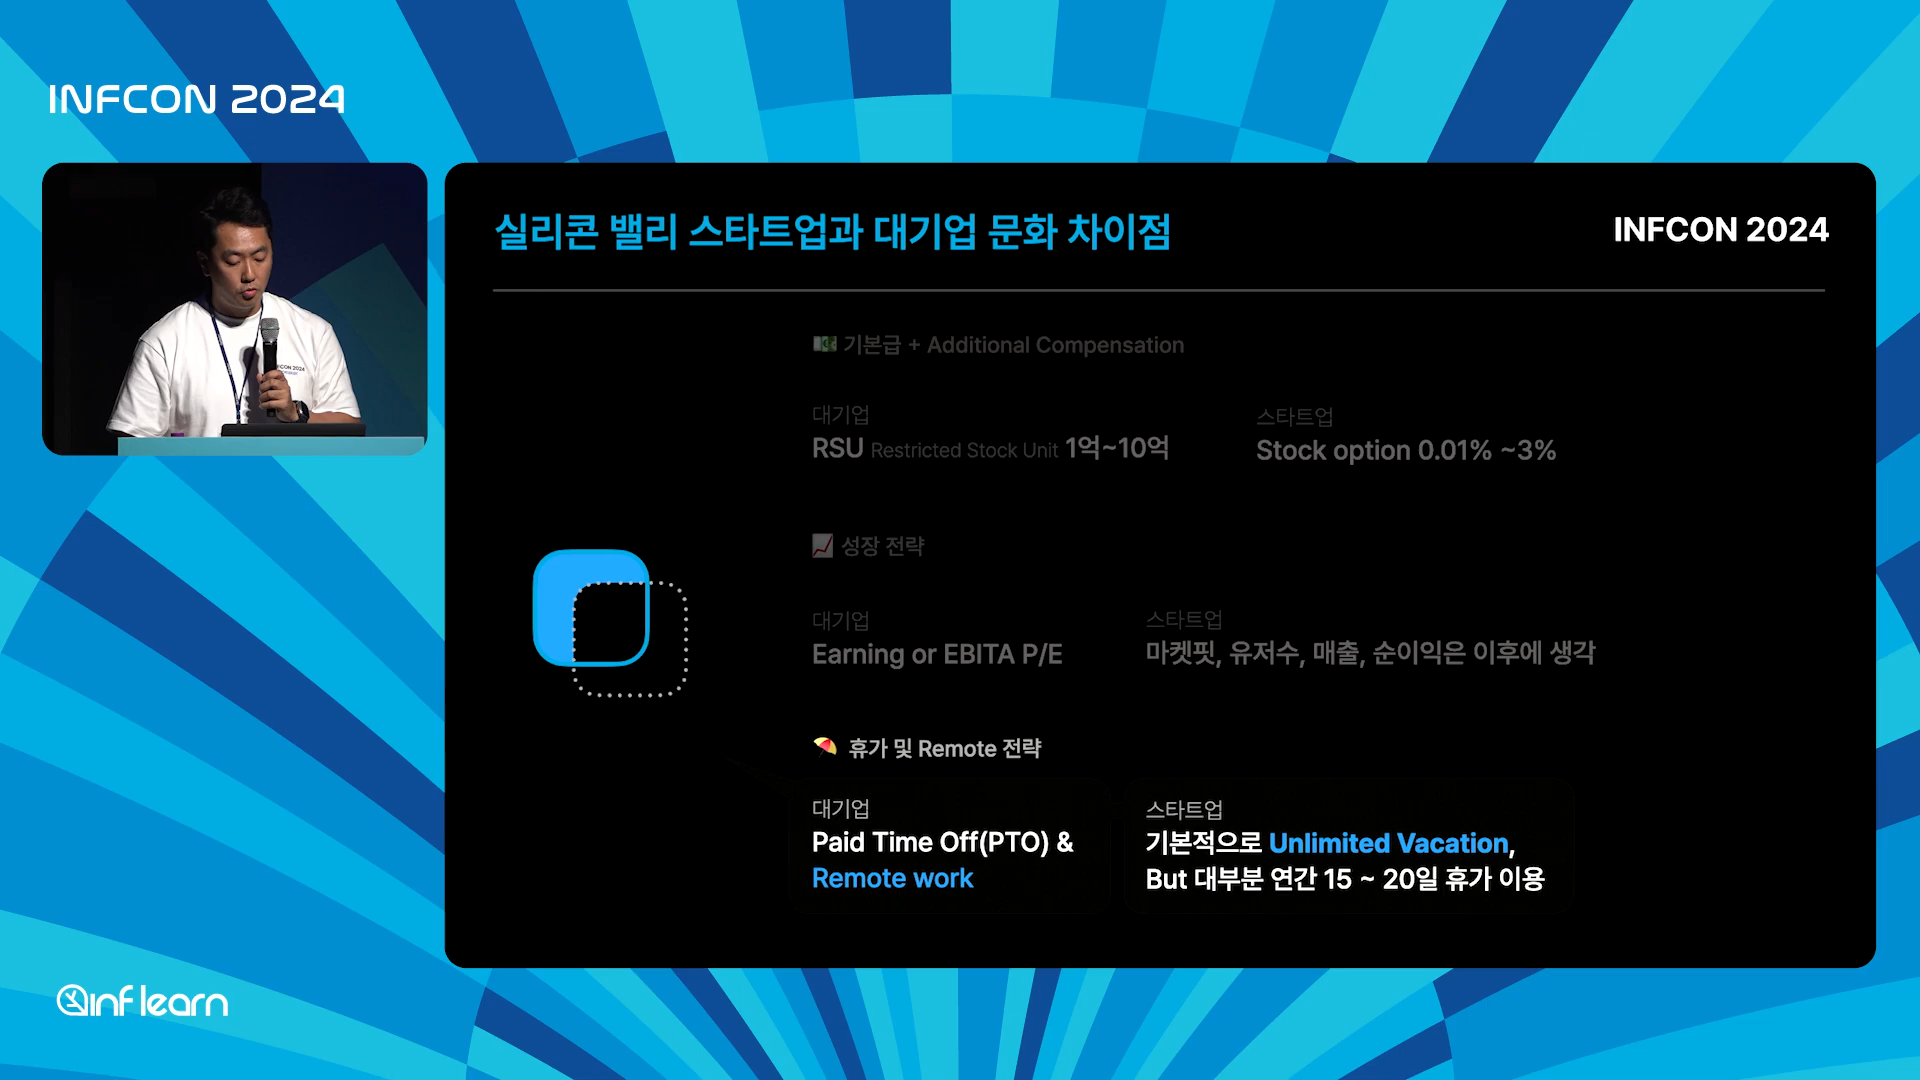 INFCON 2024
실리콘 밸리 스타트업과 대기업 문화 차이점
INFCON 2024
기본급 + Additional Compensation
대기업
RSU Restricted Stock Unit 1억~10억
스타트업
Stock option 0.01% ~3%
성장 전략
대기업
Earning or EBITA P/E
스타트업
마켓핏, 유저수, 매출, 순이익은 이후에 생각
휴가 및 Remote 전략
대기업
Paid Time Off(PTO) &
Remote work
스타트업
기본적으로 Unlimited Vacation,
But 대부분 연간 15 ~ 20일 휴가 이용
inflearn